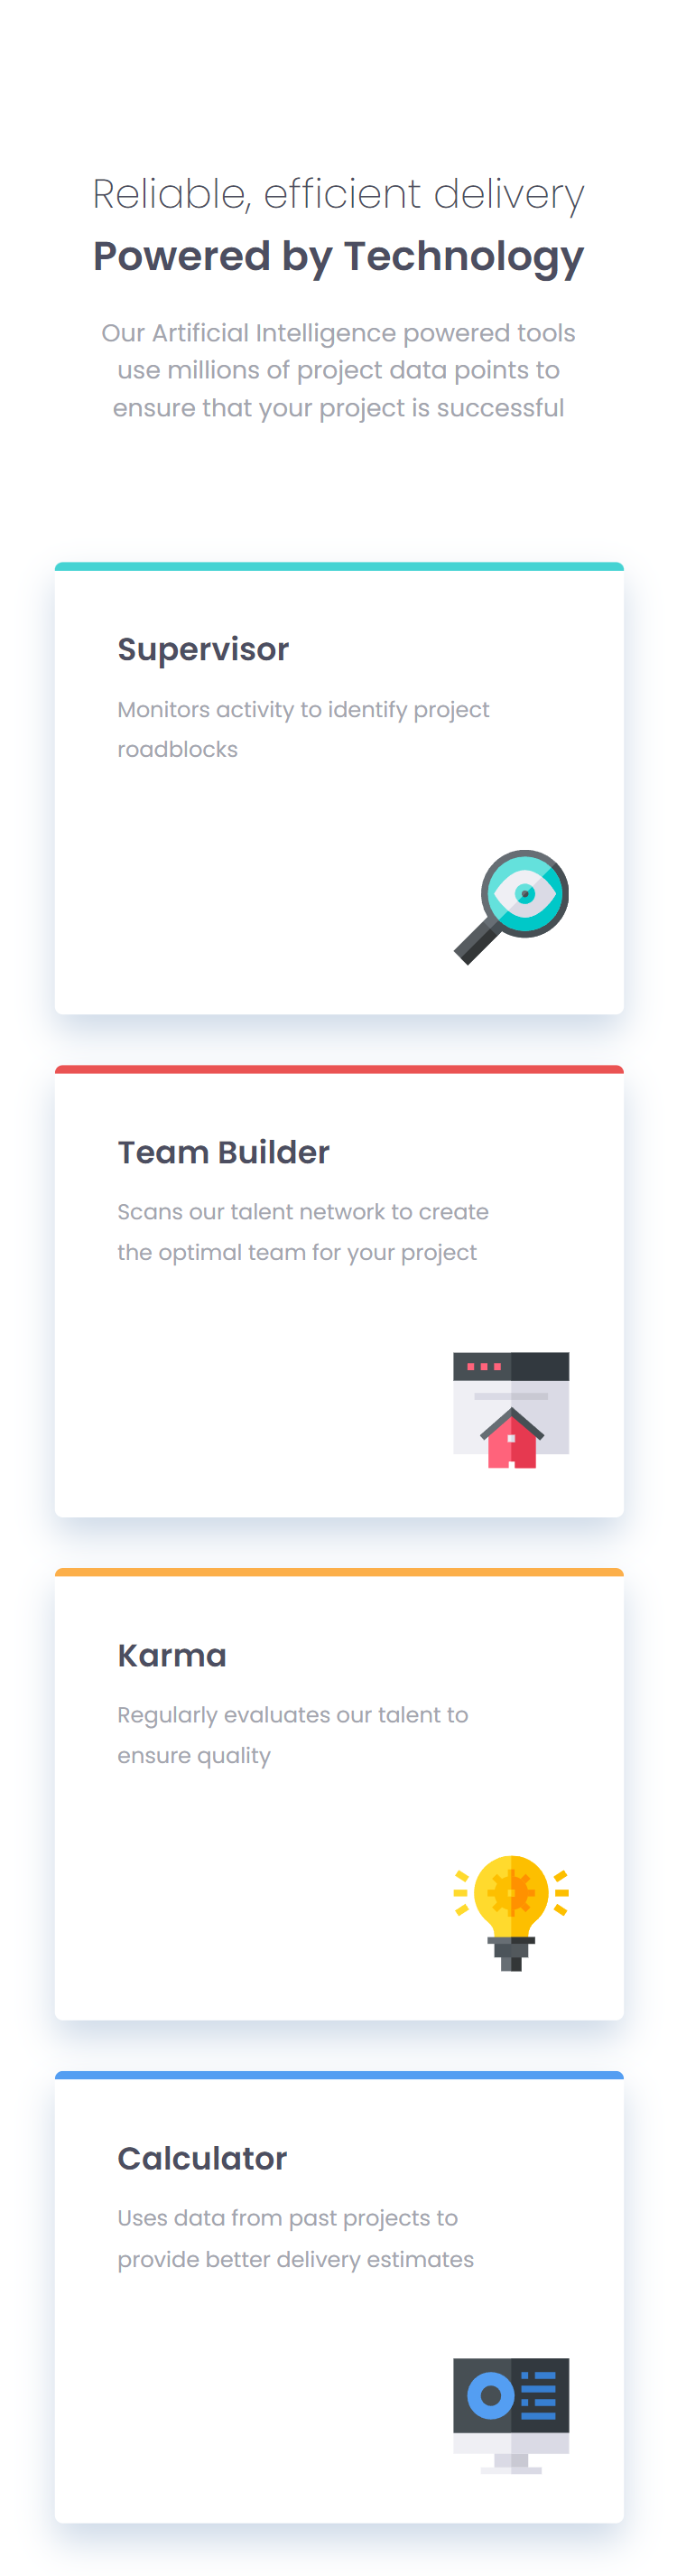 Reliable, efficient delivery
Powered by Technology
Our Artificial Intelligence powered tools
use millions of project data points to
ensure that your project is successful
Supervisor
Monitors activity to identify project
roadblocks
Team Builder
Scans our talent network to create
the optimal team for your project
Karma
Regularly evaluates our talent to
ensure quality
Calculator
Uses data from past projects to
provide better delivery estimates